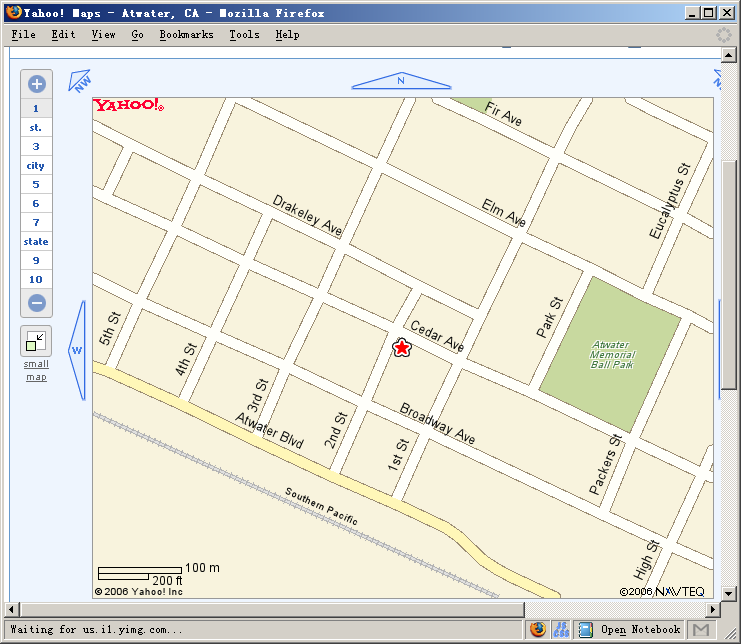 Yahoo! Maps - Atwater, CA - Mozilla Firefox
File Edit View Go Bookmarks Tools Help
NW
N
1
st.
3
city
5
6
7
state
9
10
small
map
W
YAHOO!
Fir Ave
Elm Ave
Eucalyptus St
Drakeley Ave
Park St
Cedar Ave
Atwater
Memorial
Ball Park
5th St
4th St
3rd St
2nd St
1st St
Broadway Ave
Atwater Blvd
Packers St
High St
Southern Pacific
100 m
200 ft
©2006 Yahoo! Inc
©2006 NAVTEQ
Waiting for us.i1.yimg.com...
JS
CSS
Open Notebook